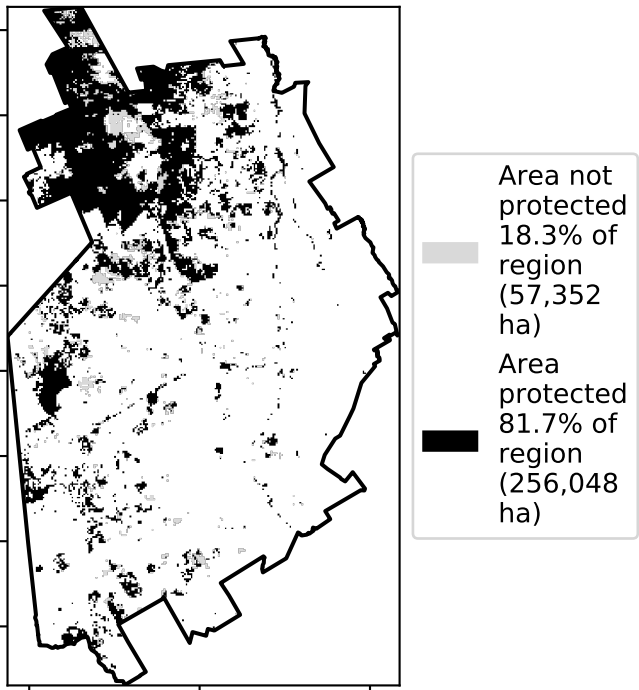 Area not
protected
18.3% of
region
(57,352
ha)
Area
protected
81.7% of
region
(256,048
ha)